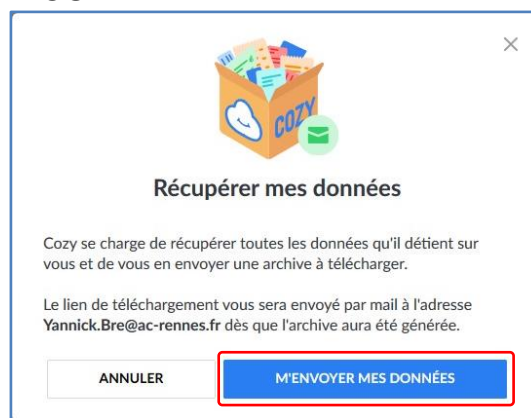 COZY
Récupérer mes données
Cozy se charge de récupérer toutes les données qu'il détient sur
vous et de vous en envoyer une archive à télécharger.
Le lien de téléchargement vous sera envoyé par mail à l'adresse
Yannick.Bre@ac-rennes.fr dès que l'archive aura été générée.
ANNULER
M'ENVOYER MES DONNÉES